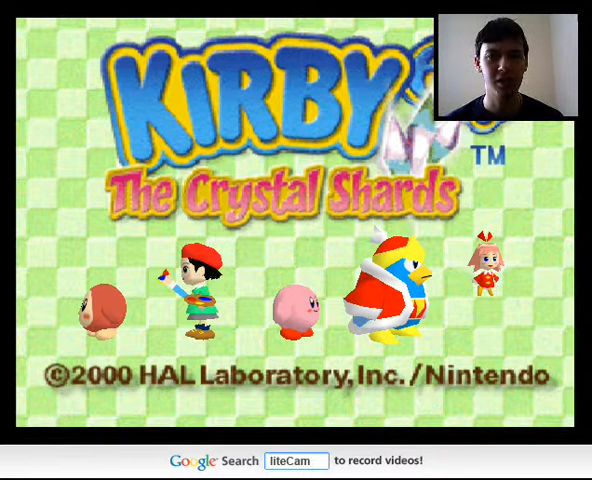 KIRBY
TM
The Crystal Shards
©2000 HAL Laboratory, Inc. / Nintendo
Google Search liteCam to record videos!